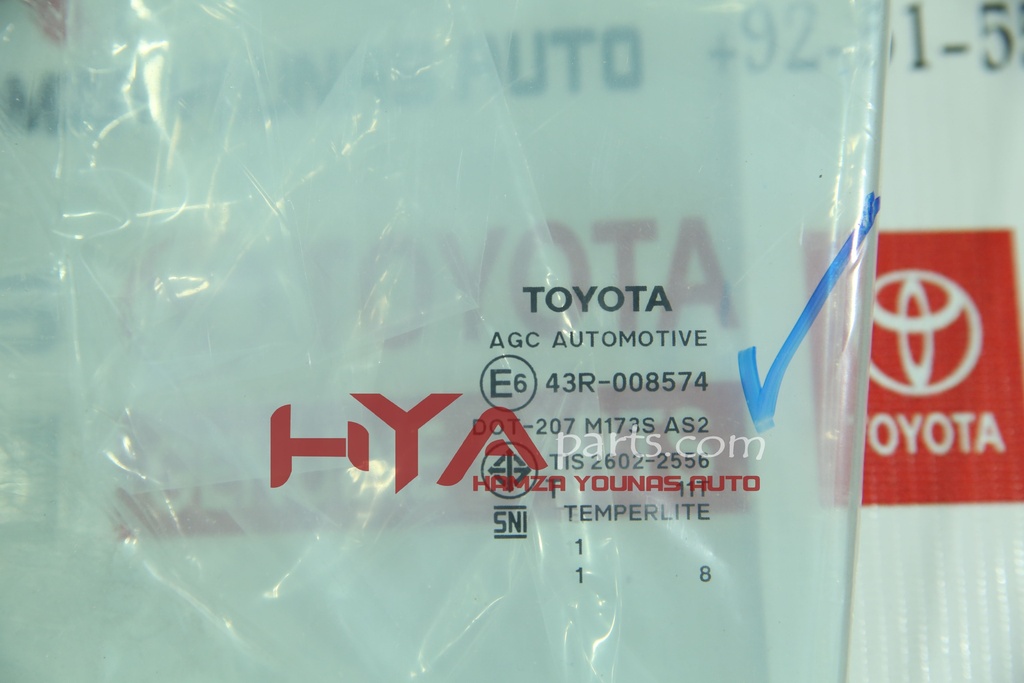 AUTO
TOYOTA
TOYOTA
AGC AUTOMOTIVE
E6 43R-008574
DOT-207 M173S AS2
HYA parts.com
TIS 2602-2556
HAMZA YOUNAS AUTO
TEMPERLITE
SNI
1
1 8
TOYOTA